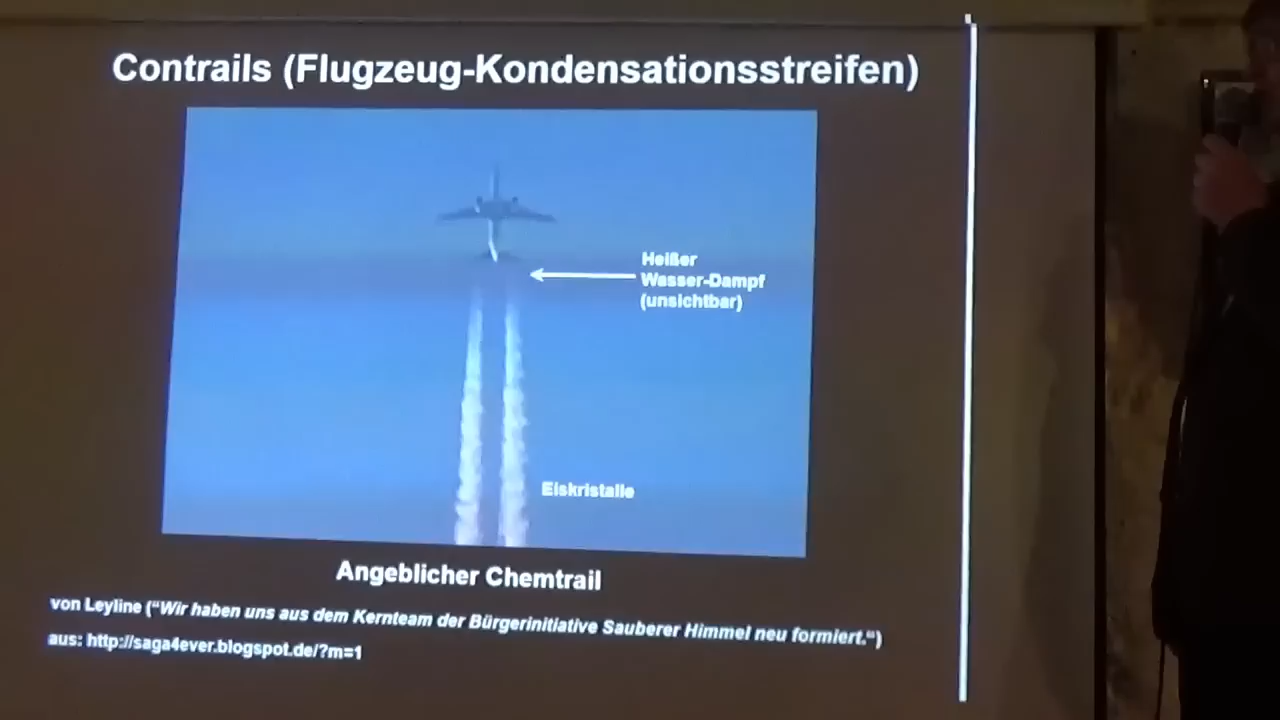 Contrails (Flugzeug-Kondensationsstreifen)
Heißer
Wasser-Dampf
(unsichtbar)
Eiskristalle
Angeblicher Chemtrail
von Leyline (“Wir haben uns aus dem Kernteam der Bürgerinitiative Sauberer Himmel neu formiert.“)
aus: http://saga4ever.blogspot.de/?m=1